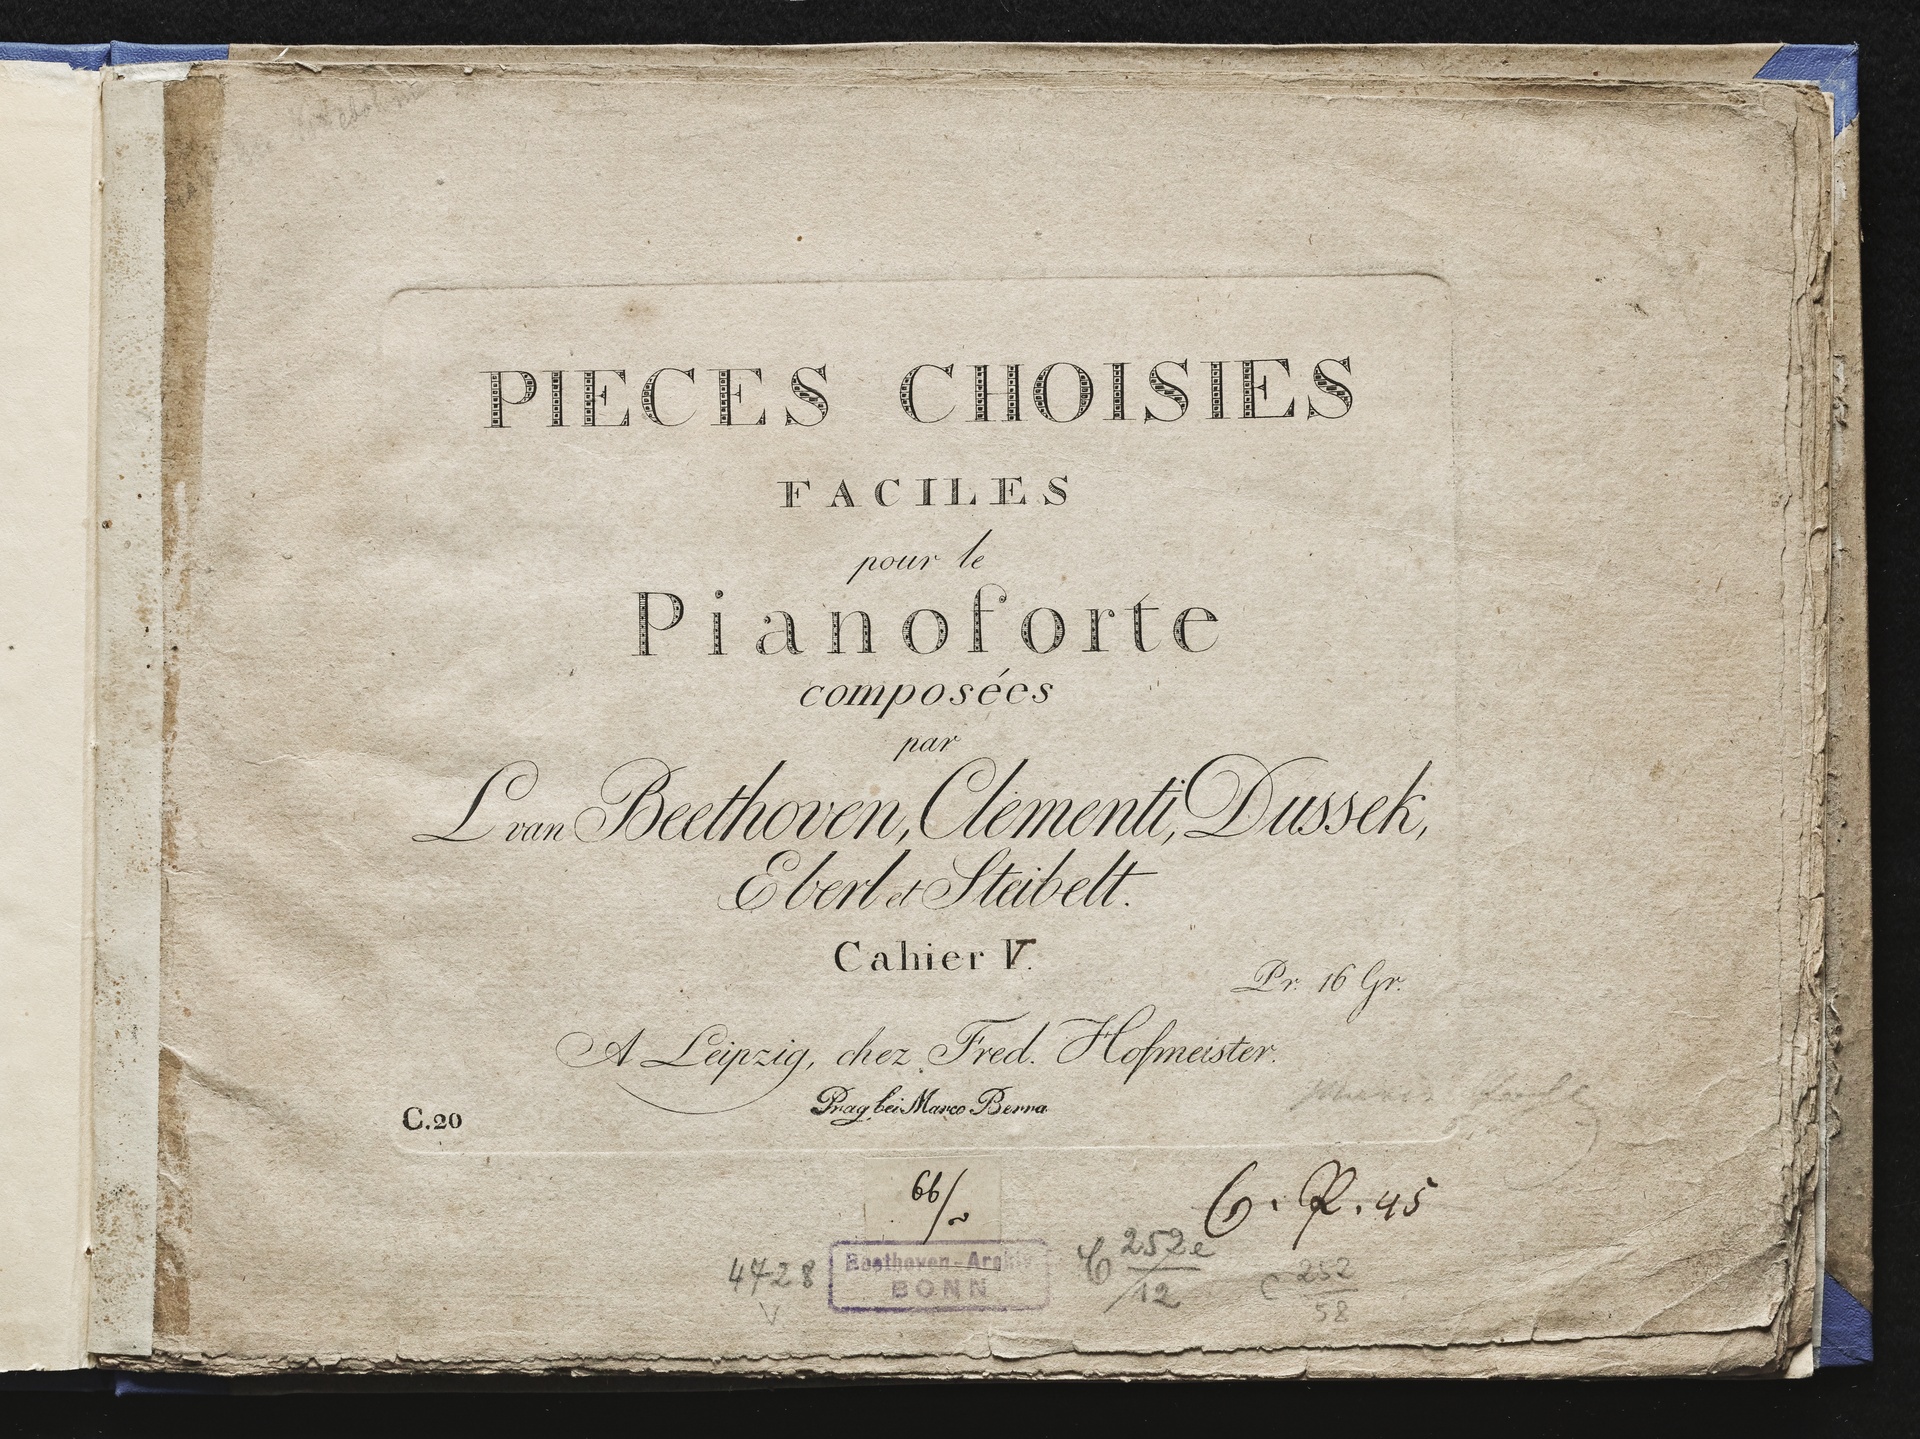 PIECES CHOISIES
FACILES
pour le
Pianoforte
composées
par
L van Beethoven, Clementi, Dussek,
Eberl et Steibelt.
Cahier V.
Pr. 16 Gr.
A Leipzig, chez Fred. Hofmeister.
Prag bei Marco Berra
C.20
66/
C. P. 45
4728
V
Beethoven-Archiv
BONN
C 252e
/12
C 252
58